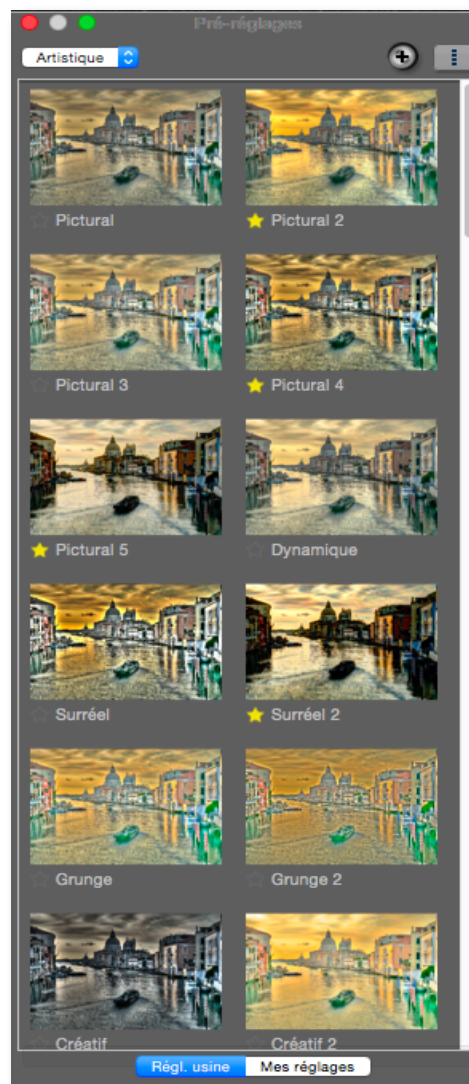 Pré-réglages
Artistique
Pictural
Pictural 2
Pictural 3
Pictural 4
Pictural 5
Dynamique
Surréel
Surréel 2
Grunge
Grunge 2
Créatif
Créatif 2
Régl. usine
Mes réglages